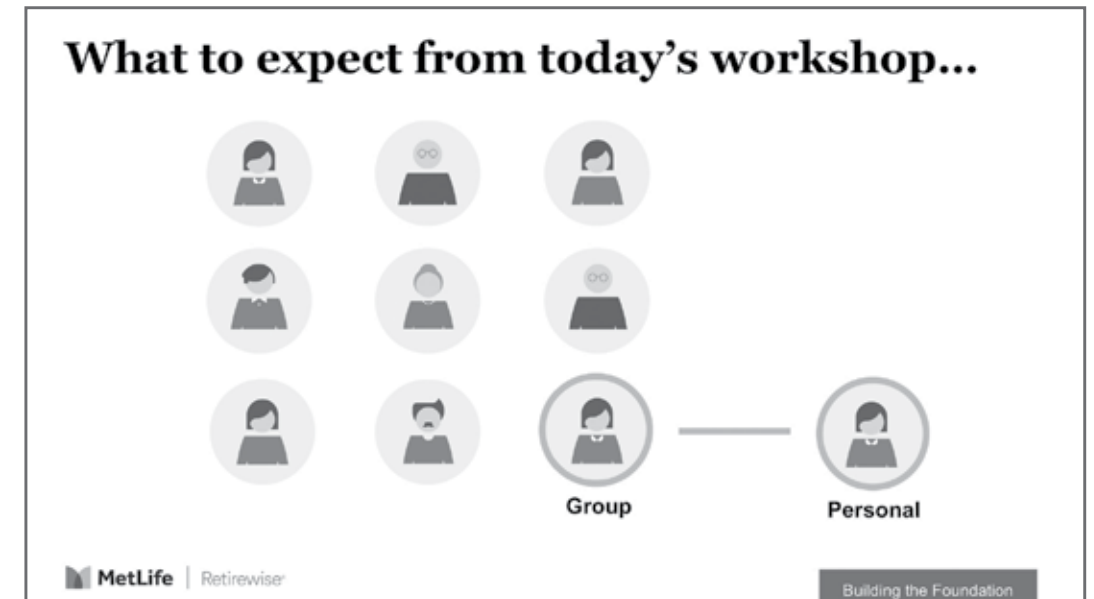 What to expect from today’s workshop...
Group
Personal
MetLife | Retirewise
Building the Foundation